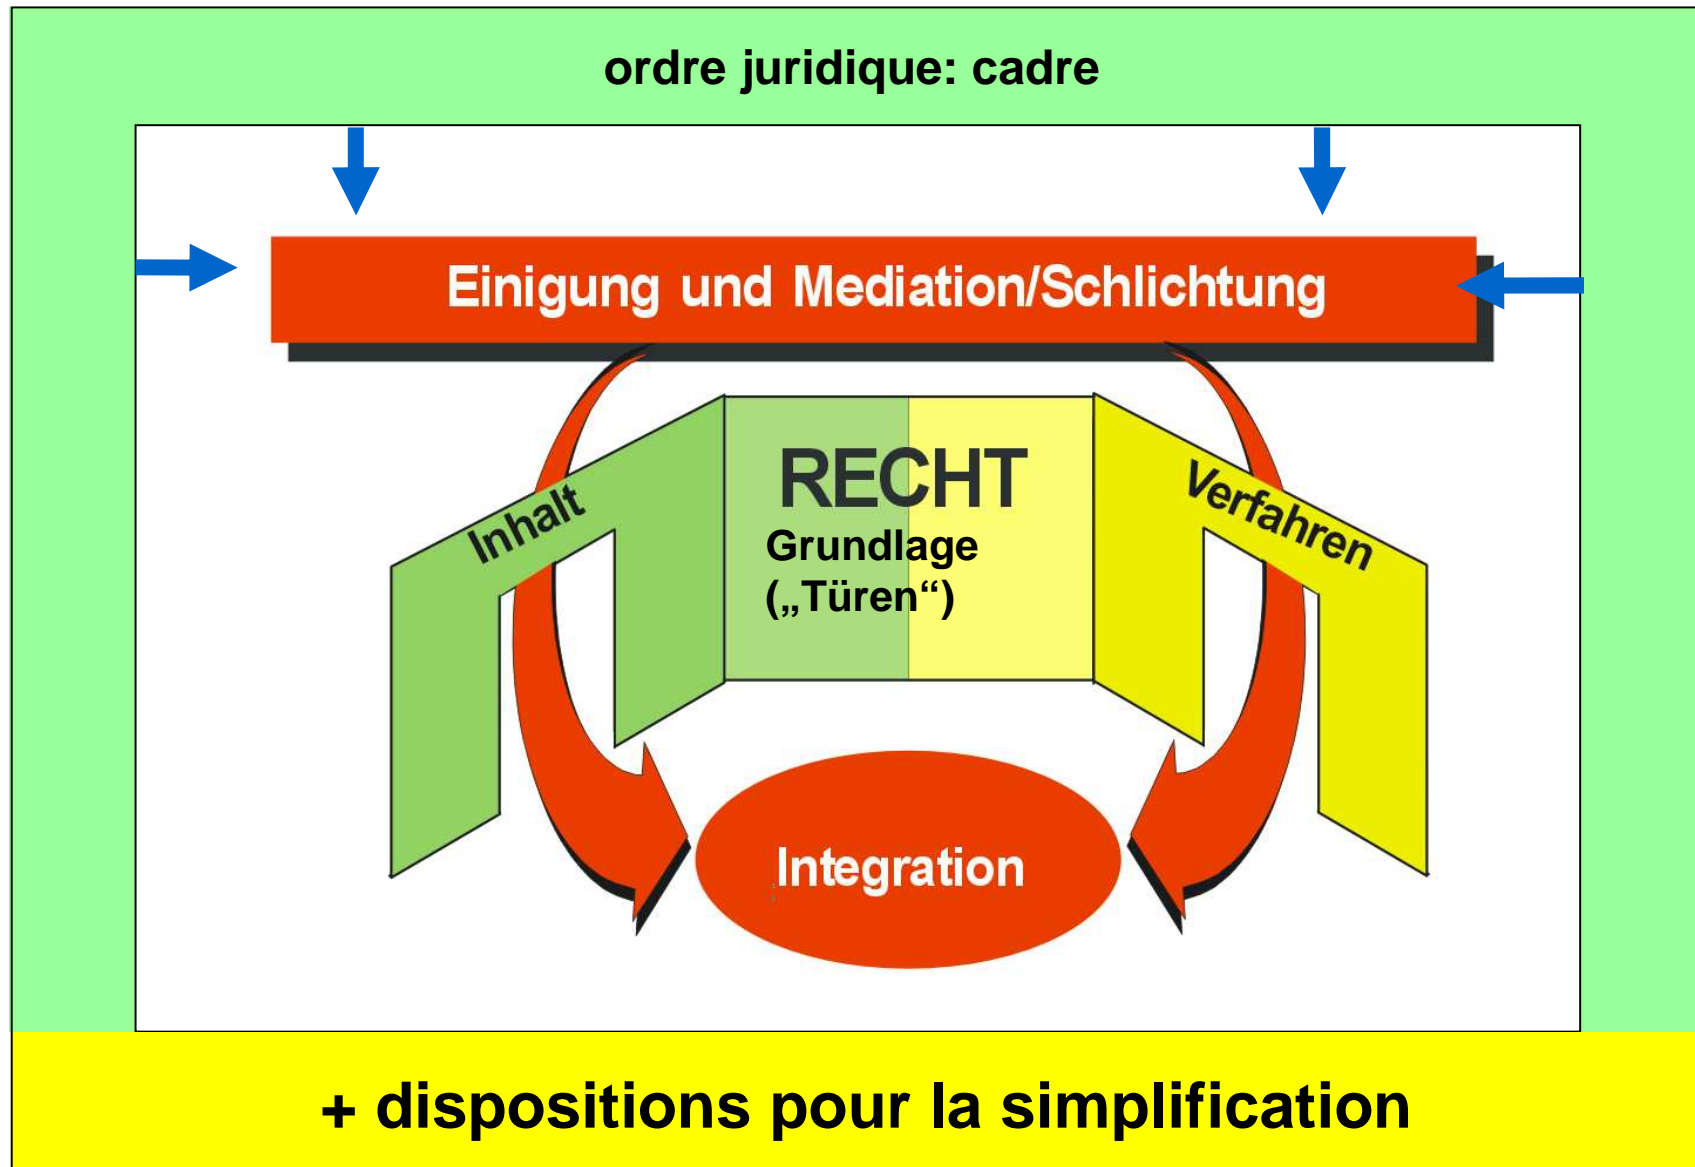 ordre juridique: cadre
Einigung und Mediation/Schlichtung
RECHT
Grundlage
(„Türen“)
Inhalt
Verfahren
Integration
+ dispositions pour la simplification